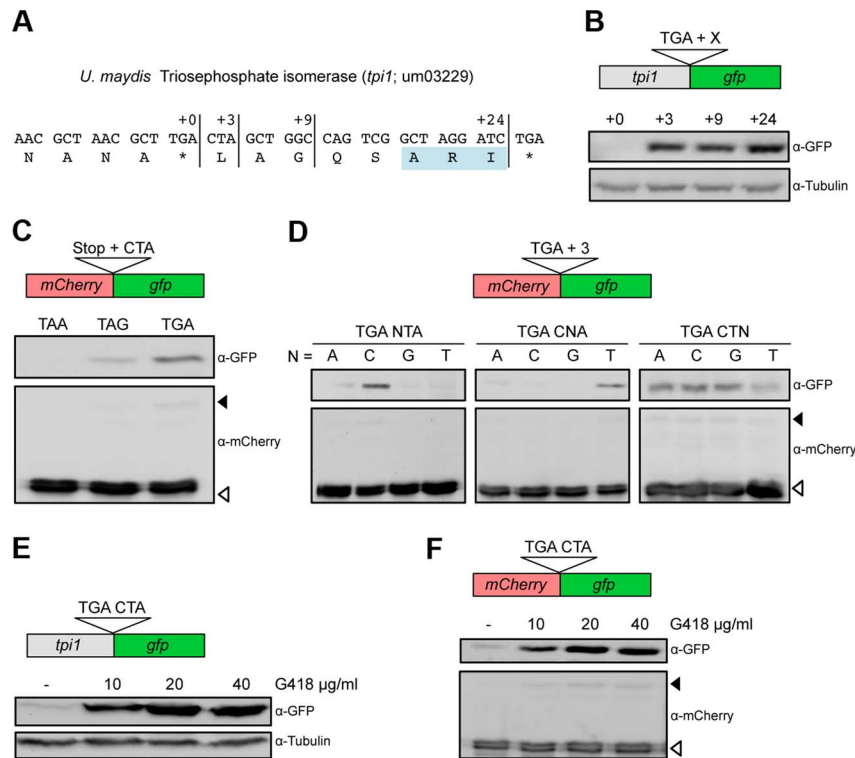 A
U. maydis Triosephosphate isomerase (tpi1; um03229)
+0 +3 +9 +24
AAC GCT AAC GCT TGA CTA GCT GGC CAG TCG GCT AGG ATC TGA
N A N A * L A G Q S A R I *
B
TGA + X
tpi1 gfp
+0 +3 +9 +24
α-GFP
α-Tubulin
C
Stop + CTA
mCherry gfp
TAA TAG TGA
α-GFP
α-mCherry
D
TGA + 3
mCherry gfp
TGA NTA TGA CNA TGA CTN
N = A C G T A C G T A C G T
α-GFP
α-mCherry
E
TGA CTA
tpi1 gfp
- 10 20 40 G418 µg/ml
α-GFP
α-Tubulin
F
TGA CTA
mCherry gfp
- 10 20 40 G418 µg/ml
α-GFP
α-mCherry